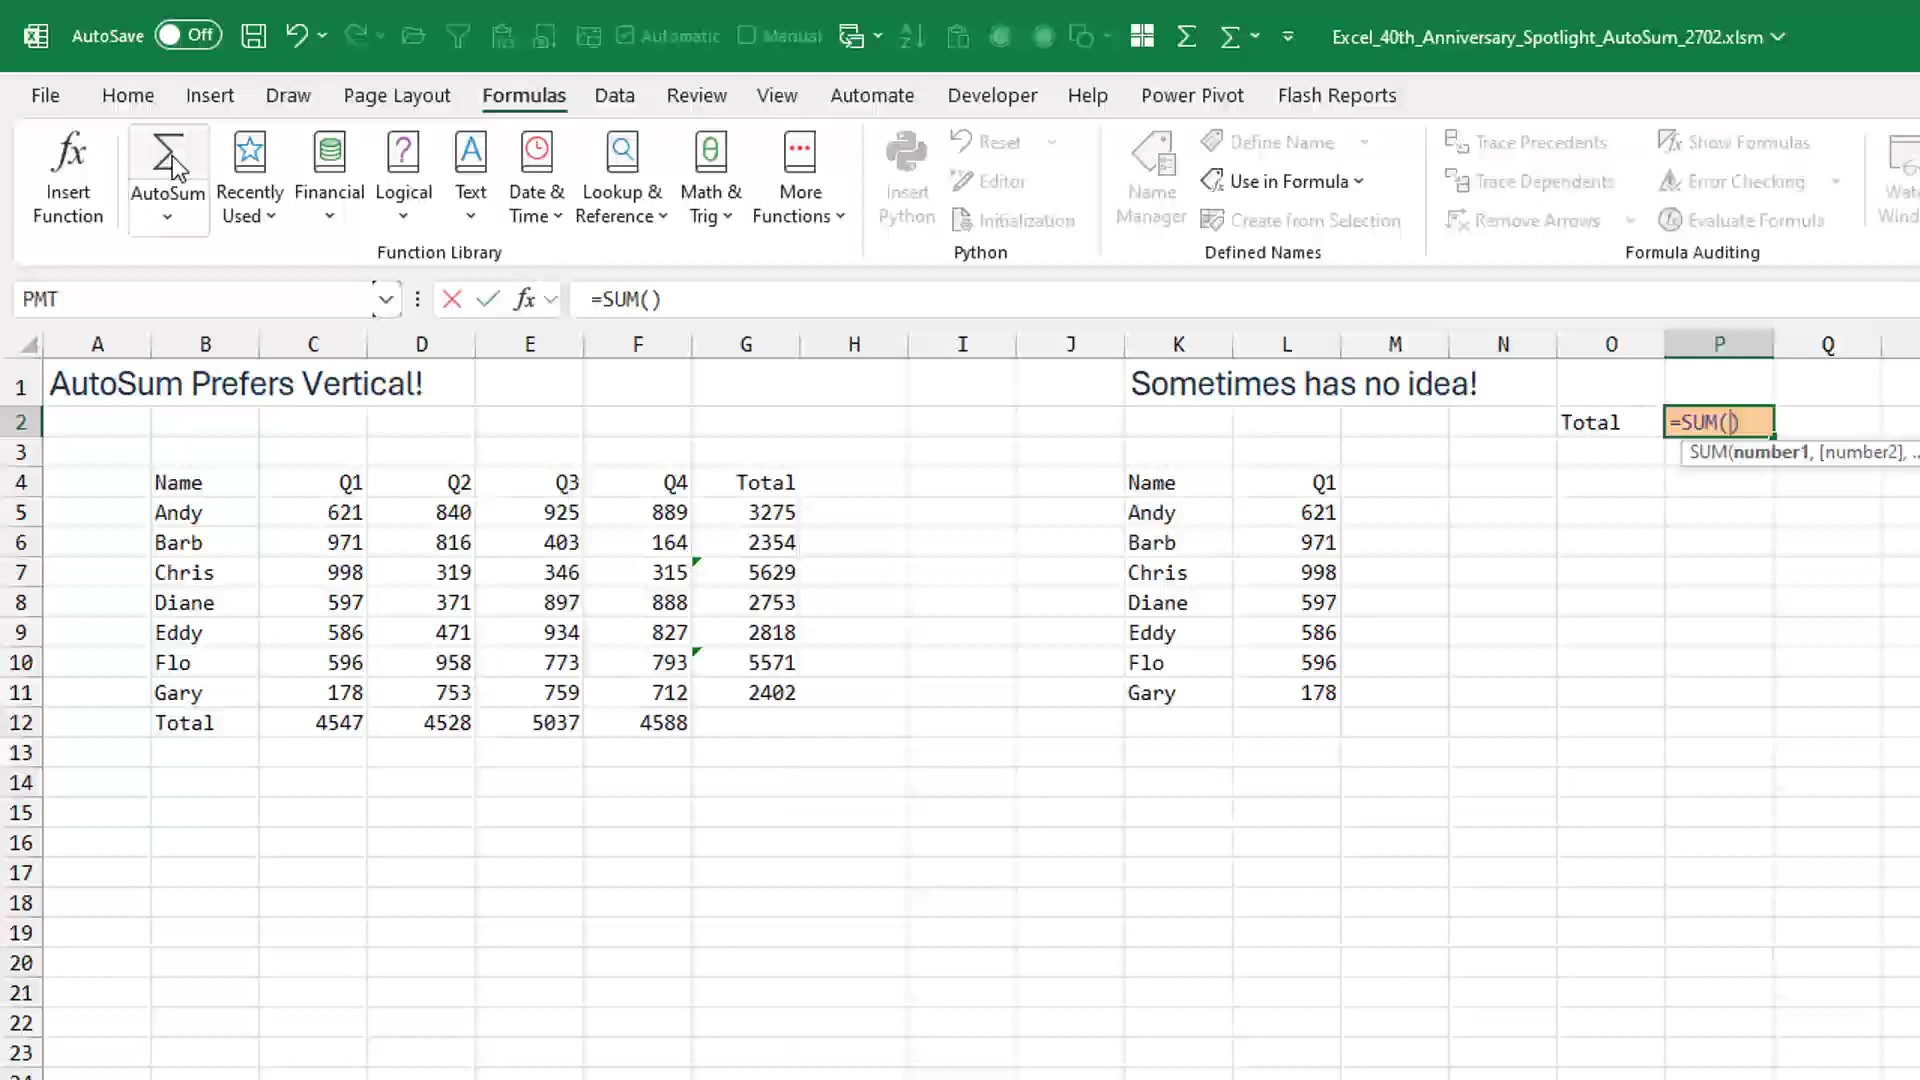 AutoSave Off Automatic Manual Excel_40th_Anniversary_Spotlight_AutoSum_2702.xlsm
File Home Insert Draw Page Layout Formulas Data Review View Automate Developer Help Power Pivot Flash Reports
Insert Function
AutoSum
Recently Used
Financial
Logical
Text
Date & Time
Lookup & Reference
Math & Trig
More Functions
Function Library
Insert Python
Reset
Editor
Initialization
Python
Name Manager
Define Name
Use in Formula
Create from Selection
Defined Names
Trace Precedents
Trace Dependents
Remove Arrows
Show Formulas
Error Checking
Evaluate Formula
Formula Auditing
PMT fx =SUM()
A B C D E F G H I J K L M N O P Q
1 AutoSum Prefers Vertical! Sometimes has no idea!
2 Total =SUM()
3 SUM(number1, [number2], ..
4 Name Q1 Q2 Q3 Q4 Total Name Q1
5 Andy 621 840 925 889 3275 Andy 621
6 Barb 971 816 403 164 2354 Barb 971
7 Chris 998 319 346 315 5629 Chris 998
8 Diane 597 371 897 888 2753 Diane 597
9 Eddy 586 471 934 827 2818 Eddy 586
10 Flo 596 958 773 793 5571 Flo 596
11 Gary 178 753 759 712 2402 Gary 178
12 Total 4547 4528 5037 4588
13
14
15
16
17
18
19
20
21
22
23